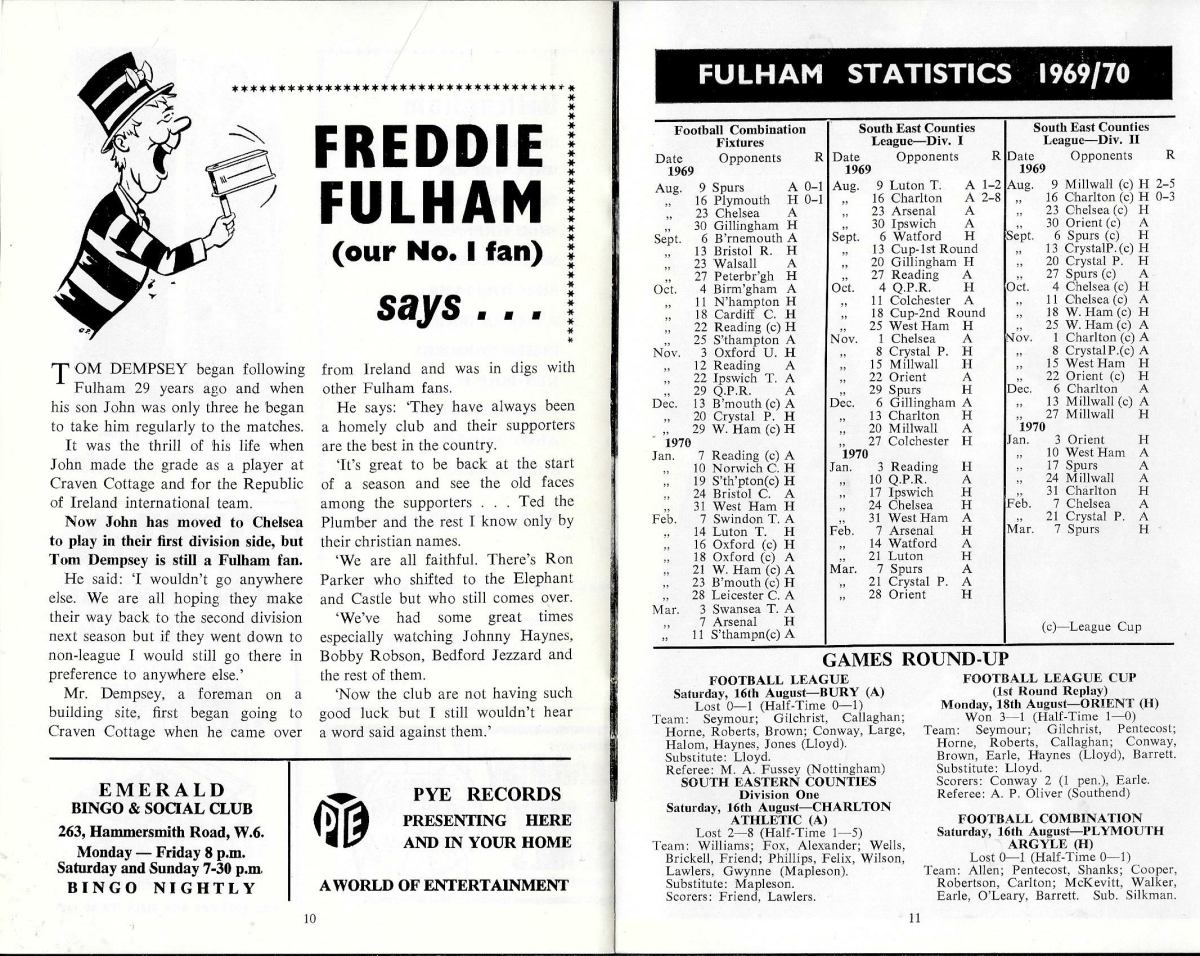 FREDDIE
FULHAM
(our No. 1 fan)
says . . .
TOM DEMPSEY began following
Fulham 29 years ago and when
his son John was only three he began
to take him regularly to the matches.
It was the thrill of his life when
John made the grade as a player at
Craven Cottage and for the Republic
of Ireland international team.
Now John has moved to Chelsea
to play in their first division side, but
Tom Dempsey is still a Fulham fan.
He said: ‘I wouldn’t go anywhere
else. We are all hoping they make
their way back to the second division
next season but if they went down to
non-league I would still go there in
preference to anywhere else.’
Mr. Dempsey, a foreman on a
building site, first began going to
Craven Cottage when he came over
from Ireland and was in digs with
other Fulham fans.
He says: ‘They have always been
a homely club and their supporters
are the best in the country.
‘It’s great to be back at the start
of a season and see the old faces
among the supporters . . . Ted the
Plumber and the rest I know only by
their christian names.
‘We are all faithful. There’s Ron
Parker who shifted to the Elephant
and Castle but who still comes over.
‘We’ve had some great times
especially watching Johnny Haynes,
Bobby Robson, Bedford Jezzard and
the rest of them.
‘Now the club are not having such
good luck but I still wouldn’t hear
a word said against them.’
EMERALD
BINGO & SOCIAL CLUB
263, Hammersmith Road, W.6.
Monday — Friday 8 p.m.
Saturday and Sunday 7-30 p.m.
BINGO NIGHTLY
PYE
PYE RECORDS
PRESENTING HERE
AND IN YOUR HOME
A WORLD OF ENTERTAINMENT
10
FULHAM STATISTICS 1969/70
Football Combination
Fixtures
Date Opponents R
1969
Aug. 9 Spurs A 0-1
„ 16 Plymouth H 0-1
„ 23 Chelsea A
„ 30 Gillingham H
Sept. 6 B'rnemouth A
„ 13 Bristol R. H
„ 23 Walsall A
„ 27 Peterbr'gh H
Oct. 4 Birm'gham A
„ 11 N'hampton H
„ 18 Cardiff C. H
„ 22 Reading (c) H
„ 25 S'thampton A
Nov. 3 Oxford U. H
„ 12 Reading A
„ 22 Ipswich T. A
„ 29 Q.P.R. A
Dec. 13 B'mouth (c) A
„ 20 Crystal P. H
„ 29 W. Ham (c) H
1970
Jan. 7 Reading (c) A
„ 10 Norwich C. H
„ 19 S'th'pton(c) H
„ 24 Bristol C. A
„ 31 West Ham H
Feb. 7 Swindon T. A
„ 14 Luton T. H
„ 16 Oxford (c) H
„ 18 Oxford (c) A
„ 21 W. Ham (c) A
„ 23 B'mouth (c) H
„ 28 Leicester C. A
Mar. 3 Swansea T. A
„ 7 Arsenal H
„ 11 S'thampn(c) A
South East Counties
League—Div. I
Date Opponents R
1969
Aug. 9 Luton T. A 1-2
„ 16 Charlton A 2-8
„ 23 Arsenal A
„ 30 Ipswich A
Sept. 6 Watford H
„ 13 Cup-1st Round
„ 20 Gillingham H
„ 27 Reading A
Oct. 4 Q.P.R. H
„ 11 Colchester A
„ 18 Cup-2nd Round
„ 25 West Ham H
Nov. 1 Chelsea A
„ 8 Crystal P. H
„ 15 Millwall H
„ 22 Orient A
„ 29 Spurs H
Dec. 6 Gillingham A
„ 13 Charlton H
„ 20 Millwall A
„ 27 Colchester H
1970
Jan. 3 Reading H
„ 10 Q.P.R. A
„ 17 Ipswich H
„ 24 Chelsea H
„ 31 West Ham A
Feb. 7 Arsenal H
„ 14 Watford A
„ 21 Luton H
Mar. 7 Spurs A
„ 21 Crystal P. A
„ 28 Orient H
South East Counties
League—Div. II
Date Opponents R
1969
Aug. 9 Millwall (c) H 2-5
„ 16 Charlton (c) H 0-3
„ 23 Chelsea (c) H
„ 30 Orient (c) A
Sept. 6 Spurs (c) H
„ 13 CrystalP. (c) H
„ 20 Crystal P. H
„ 27 Spurs (c) A
Oct. 4 Chelsea (c) H
„ 11 Chelsea (c) A
„ 18 W. Ham (c) H
„ 25 W. Ham (c) A
Nov. 1 Charlton (c) H
„ 8 CrystalP.(c) A
„ 15 West Ham H
„ 22 Orient (c) H
Dec. 6 Charlton A
„ 13 Millwall (c) A
„ 27 Millwall H
1970
Jan. 3 Orient H
„ 10 West Ham A
„ 17 Spurs A
„ 24 Millwall A
„ 31 Charlton H
Feb. 7 Chelsea A
„ 21 Crystal P. A
Mar. 7 Spurs H
(c)—League Cup
GAMES ROUND-UP
FOOTBALL LEAGUE
Saturday, 16th August—BURY (A)
Lost 0—1 (Half-Time 0—1)
Team: Seymour; Gilchrist, Callaghan;
Horne, Roberts, Brown; Conway, Large,
Halom, Haynes, Jones (Lloyd).
Substitute: Lloyd.
Referee: M. A. Fussey (Nottingham)
SOUTH EASTERN COUNTIES
Division One
Saturday, 16th August—CHARLTON
ATHLETIC (A)
Lost 2—8 (Half-Time 1—5)
Team: Williams; Fox, Alexander; Wells,
Brickell, Friend; Phillips, Felix, Wilson,
Lawlers, Gwynne (Mapleson).
Substitute: Mapleson.
Scorers: Friend, Lawlers.
FOOTBALL LEAGUE CUP
(1st Round Replay)
Monday, 18th August—ORIENT (H)
Won 3—1 (Half-Time 1—0)
Team: Seymour; Gilchrist, Pentecost;
Horne, Roberts, Callaghan; Conway,
Brown, Earle, Haynes (Lloyd), Barrett.
Substitute: Lloyd.
Scorers: Conway 2 (1 pen.), Earle.
Referee: A. P. Oliver (Southend)
FOOTBALL COMBINATION
Saturday, 16th August—PLYMOUTH
ARGYLE (H)
Lost 0—1 (Half-Time 0—1)
Team: Allen; Pentecost, Shanks; Cooper,
Robertson, Carlton; McKevitt, Walker,
Earle, O'Leary, Barrett. Sub. Silkman.
11